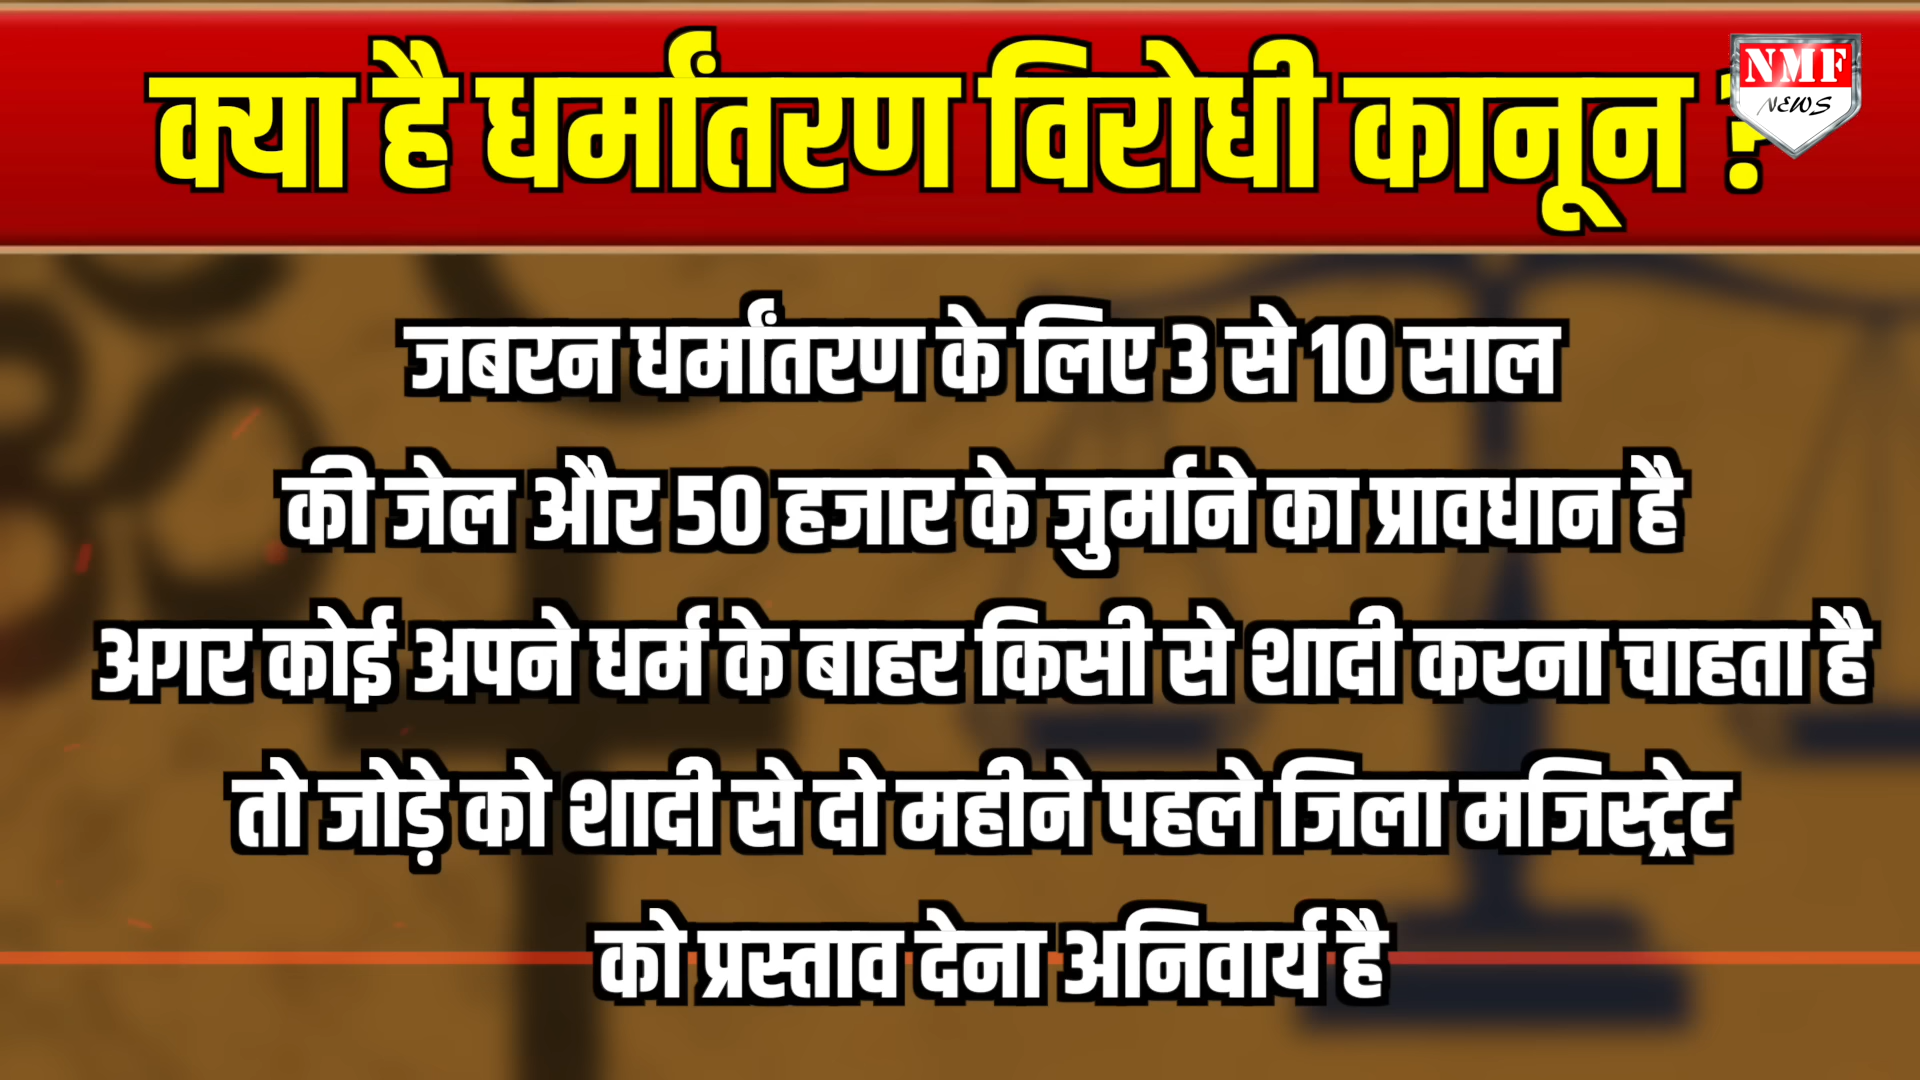 क्या है धर्मांतरण विरोधी कानून ?
NMF
NEWS
जबरन धर्मांतरण के लिए 3 से 10 साल
की जेल और 50 हजार के जुर्माने का प्रावधान है
अगर कोई अपने धर्म के बाहर किसी से शादी करना चाहता है
तो जोड़े को शादी से दो महीने पहले जिला मजिस्ट्रेट
को प्रस्ताव देना अनिवार्य है